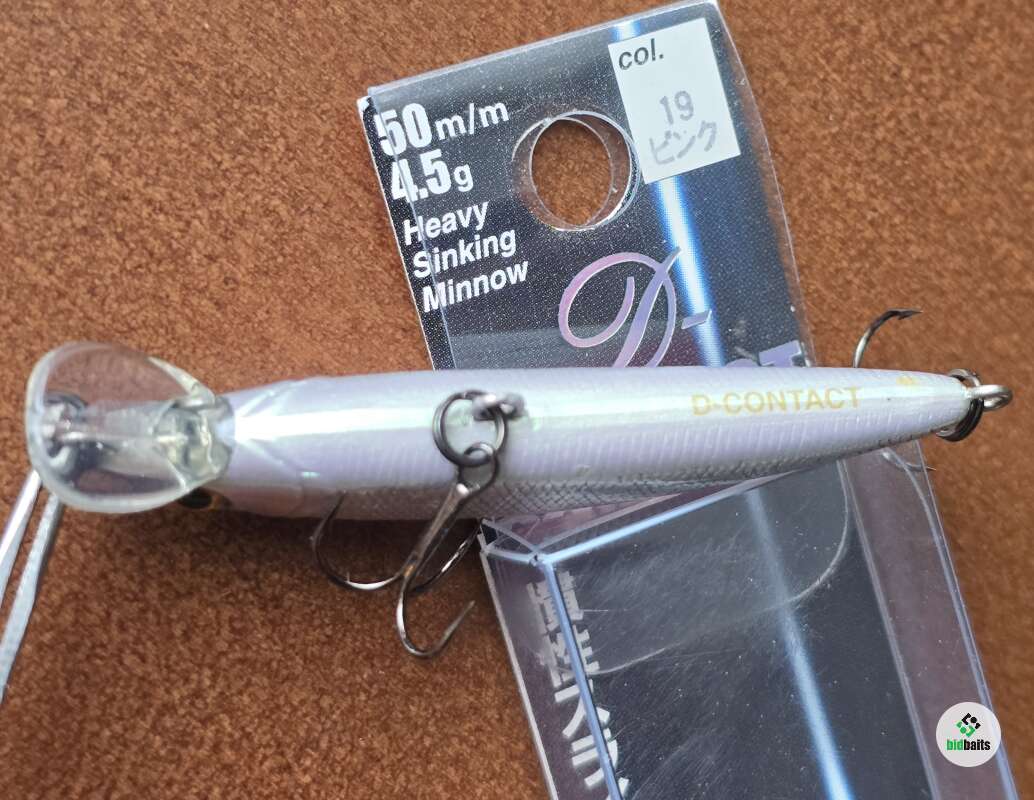 col.
19
ピンク
50m/m
4.5g
Heavy
Sinking
Minnow
D-
D-CONTACT
bidbaits